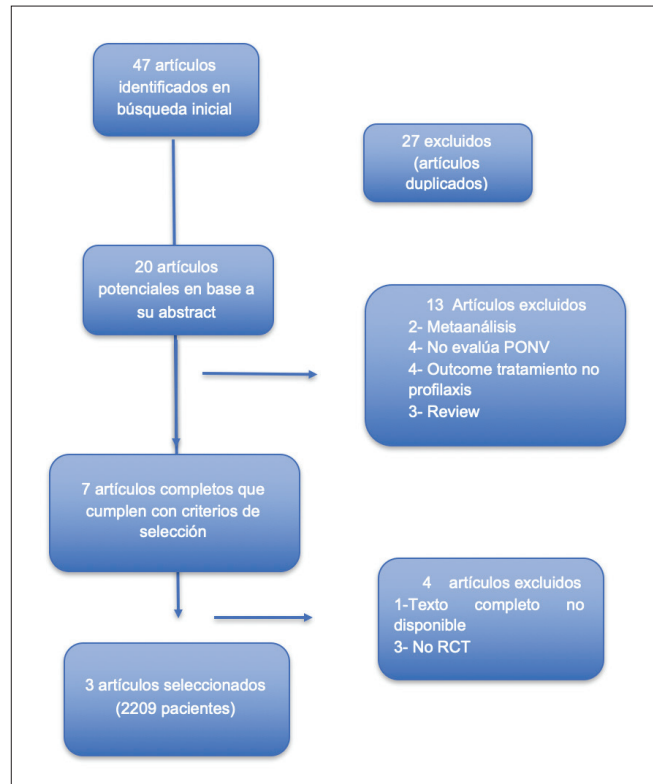 47 artículos
identificados en
búsqueda inicial
27 excluidos
(artículos
duplicados)
20 artículos
potenciales en base a
su abstract
13 Artículos excluidos
2- Metaanálisis
4- No evalúa PONV
4- Outcome tratamiento no
profilaxis
3- Review
7 artículos completos que
cumplen con criterios de
selección
4 artículos excluidos
1-Texto completo no
disponible
3- No RCT
3 artículos seleccionados
(2209 pacientes)